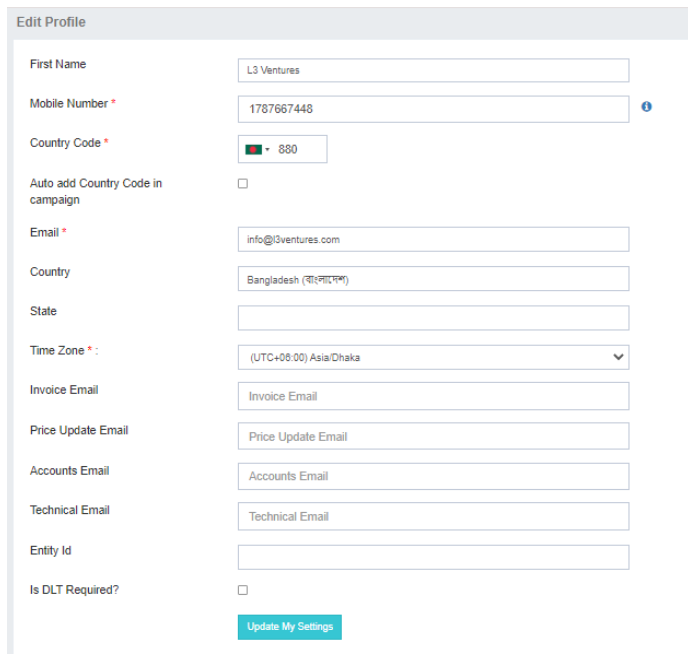 Edit Profile
First Name
L3 Ventures
Mobile Number *
1787667448
Country Code *
880
Auto add Country Code in
campaign
Email *
info@l3ventures.com
Country
Bangladesh (বাংলাদেশ)
State
Time Zone * :
(UTC+06:00) Asia/Dhaka
Invoice Email
Invoice Email
Price Update Email
Price Update Email
Accounts Email
Accounts Email
Technical Email
Technical Email
Entity Id
Is DLT Required?
Update My Settings